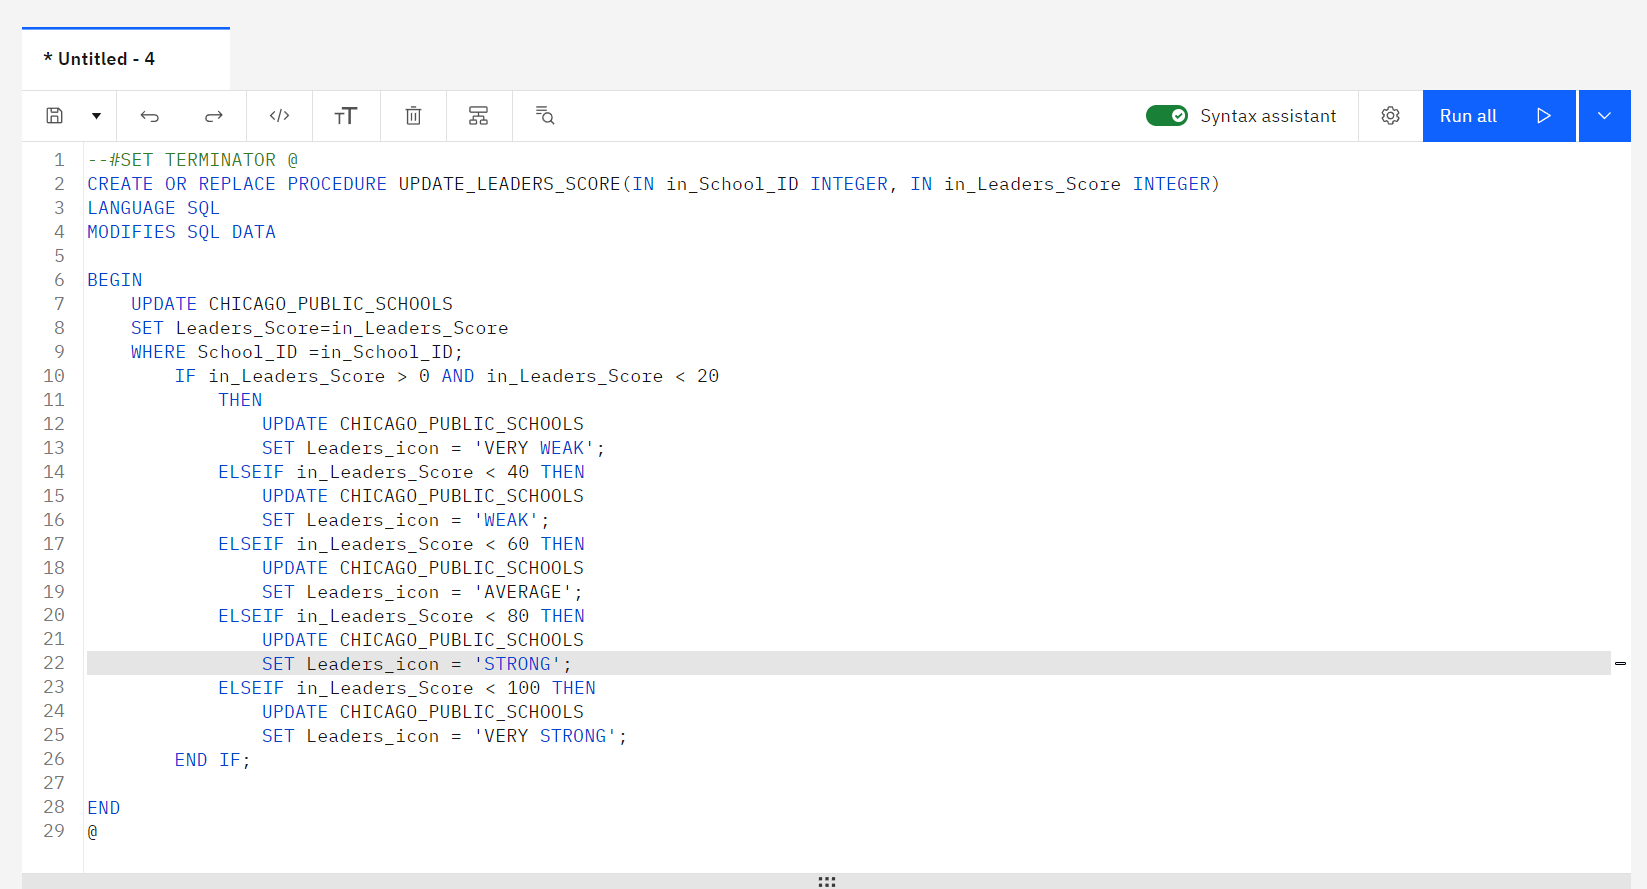 * Untitled - 4
Syntax assistant
Run all
1 --#SET TERMINATOR @
2 CREATE OR REPLACE PROCEDURE UPDATE_LEADERS_SCORE(IN in_School_ID INTEGER, IN in_Leaders_Score INTEGER)
3 LANGUAGE SQL
4 MODIFIES SQL DATA
5
6 BEGIN
7     UPDATE CHICAGO_PUBLIC_SCHOOLS
8     SET Leaders_Score=in_Leaders_Score
9     WHERE School_ID =in_School_ID;
10         IF in_Leaders_Score > 0 AND in_Leaders_Score < 20
11             THEN
12                 UPDATE CHICAGO_PUBLIC_SCHOOLS
13                 SET Leaders_icon = 'VERY WEAK';
14             ELSEIF in_Leaders_Score < 40 THEN
15                 UPDATE CHICAGO_PUBLIC_SCHOOLS
16                 SET Leaders_icon = 'WEAK';
17             ELSEIF in_Leaders_Score < 60 THEN
18                 UPDATE CHICAGO_PUBLIC_SCHOOLS
19                 SET Leaders_icon = 'AVERAGE';
20             ELSEIF in_Leaders_Score < 80 THEN
21                 UPDATE CHICAGO_PUBLIC_SCHOOLS
22                 SET Leaders_icon = 'STRONG';
23             ELSEIF in_Leaders_Score < 100 THEN
24                 UPDATE CHICAGO_PUBLIC_SCHOOLS
25                 SET Leaders_icon = 'VERY STRONG';
26         END IF;
27
28 END
29 @